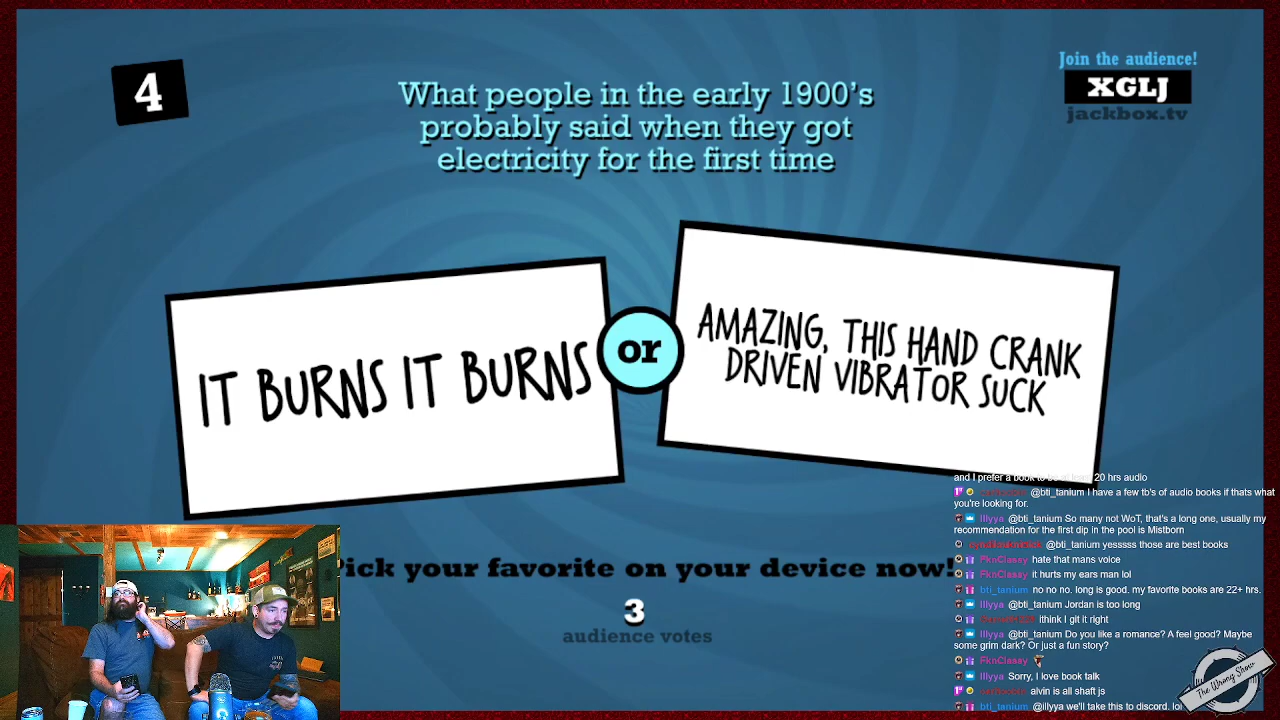 4
What people in the early 1900's
probably said when they got
electricity for the first time
Join the audience!
XGLJ
jackbox.tv
IT BURNS IT BURNS
or
AMAZING, THIS HAND CRANK
DRIVEN VIBRATOR SUCK
Pick your favorite on your device now!
3
audience votes
and I prefer a book to be 20 hrs audio
@bti_tanium I have a few tb's of audio books if thats what
you're looking for.
Illyya @bti_tanium So many not WoT, that's a long one, usually my
recommendation for the first dip in the pool is Mistborn
@bti_tanium yesssss those are best books
FknClassy hate that mans voice
FknClassy it hurts my ears man lol
bti_tanium no no no. long is good. my favorite books are 22+ hrs.
Illyya @bti_tanium Jordan is too long
ithink I git it right
Illyya @bti_tanium Do you like a romance? A feel good? Maybe
some grim dark? Or just a fun story?
FknClassy
Illyya Sorry, I love book talk
alvin is all shaft js
bti_tanium @illyya we'll take this to discord. lol
The Wrong Show